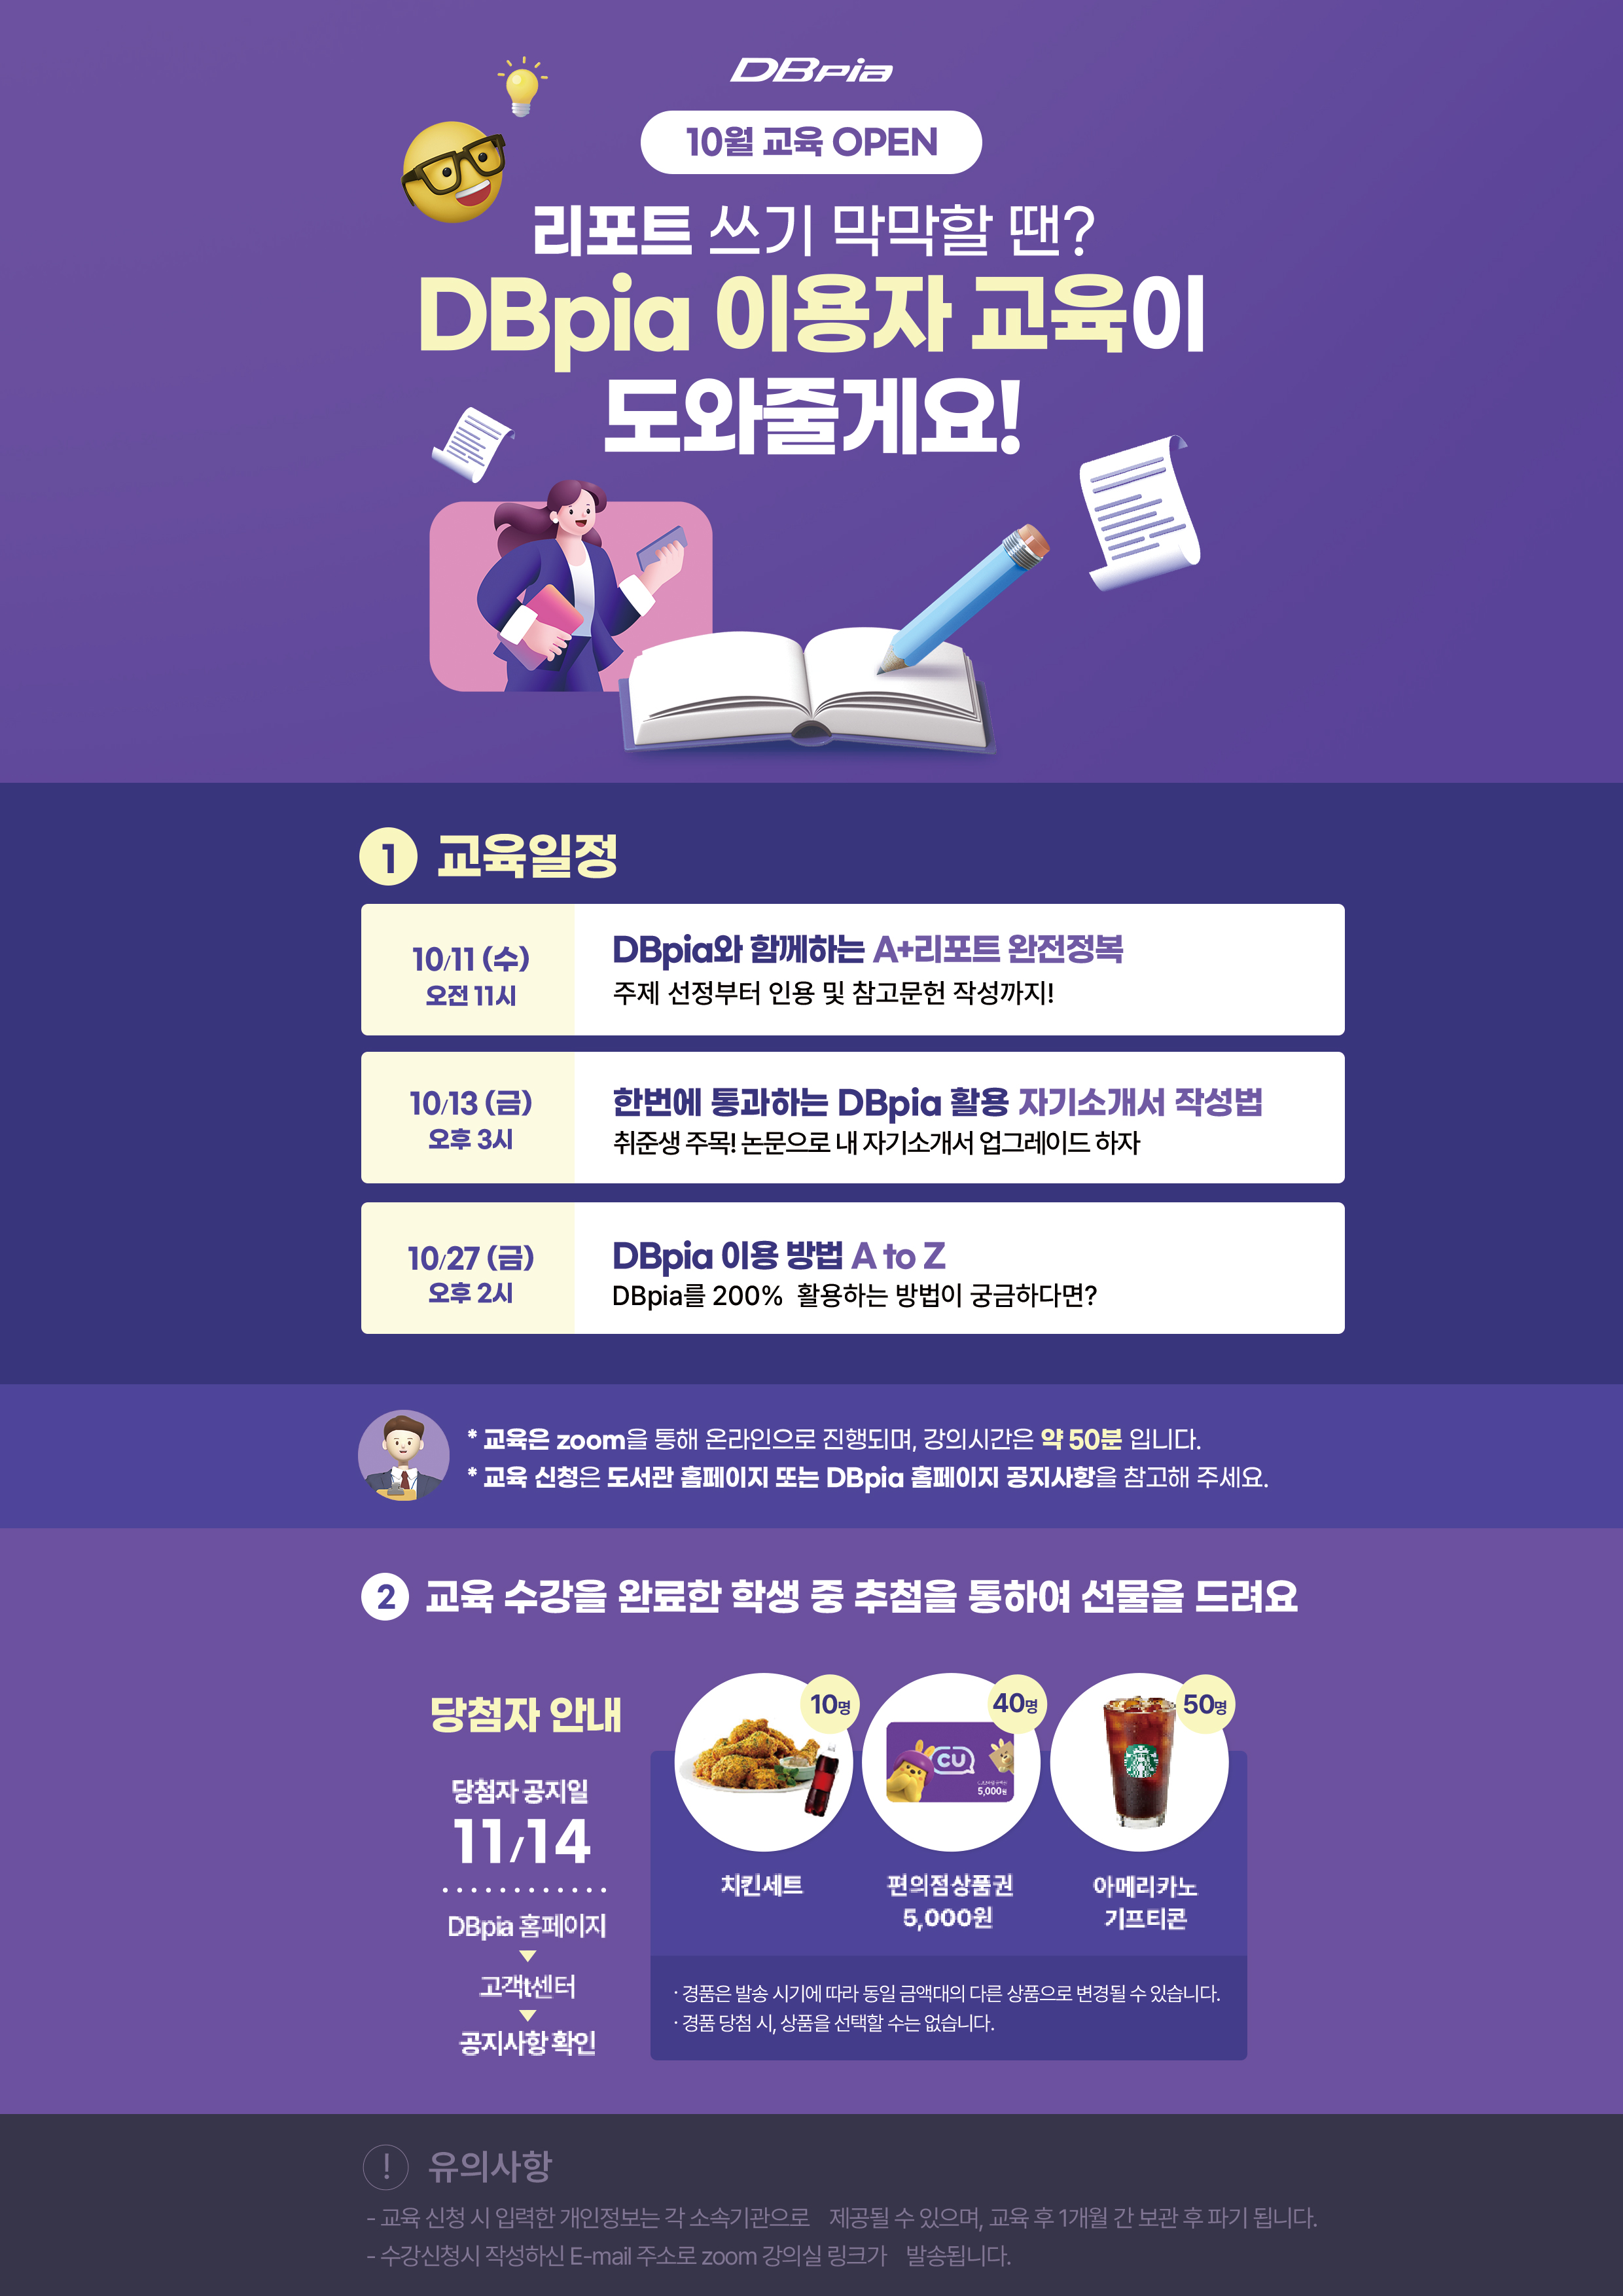 DBpia
10월 교육 OPEN
리포트 쓰기 막막할 땐?
DBpia 이용자 교육이
도와줄게요!
1 교육일정
10/11 (수)
오전 11시
DBpia와 함께하는 A+리포트 완전정복
주제 선정부터 인용 및 참고문헌 작성까지!
10/13 (금)
오후 3시
한번에 통과하는 DBpia 활용 자기소개서 작성법
취준생 주목! 논문으로 내 자기소개서 업그레이드 하자
10/27 (금)
오후 2시
DBpia 이용 방법 A to Z
DBpia를 200% 활용하는 방법이 궁금하다면?
* 교육은 zoom을 통해 온라인으로 진행되며, 강의시간은 약 50분 입니다.
* 교육 신청은 도서관 홈페이지 또는 DBpia 홈페이지 공지사항을 참고해 주세요.
2 교육 수강을 완료한 학생 중 추첨을 통하여 선물을 드려요
당첨자 안내
당첨자 공지일
11/14
DBpia 홈페이지
고객t센터
공지사항 확인
10명
치킨세트
40명
CU
5,000원
편의점상품권
5,000원
50명
아메리카노
기프티콘
· 경품은 발송 시기에 따라 동일 금액대의 다른 상품으로 변경될 수 있습니다.
· 경품 당첨 시, 상품을 선택할 수는 없습니다.
! 유의사항
- 교육 신청 시 입력한 개인정보는 각 소속기관으로 제공될 수 있으며, 교육 후 1개월 간 보관 후 파기 됩니다.
- 수강신청시 작성하신 E-mail 주소로 zoom 강의실 링크가 발송됩니다.